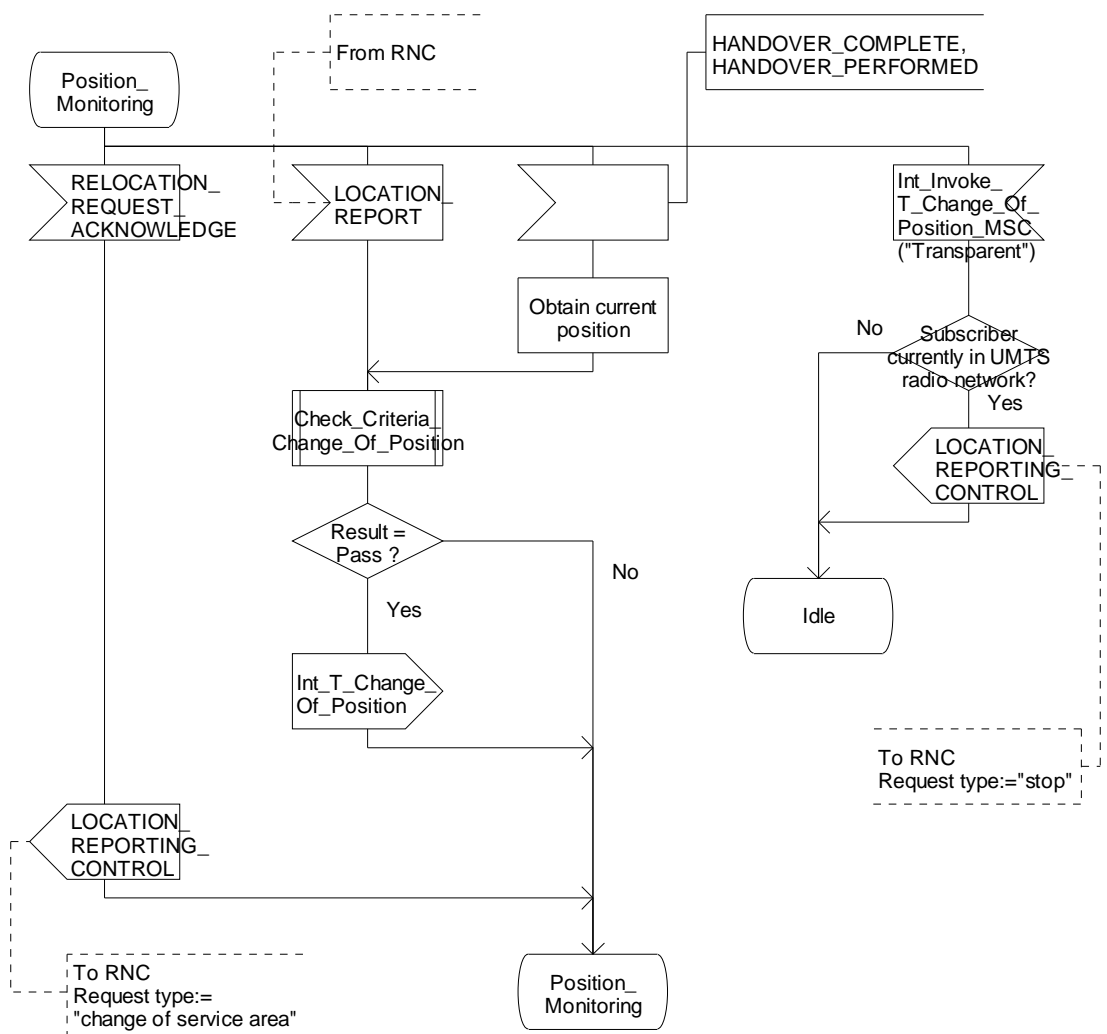 From RNC
HANDOVER_COMPLETE,
HANDOVER_PERFORMED
Position_
Monitoring
RELOCATION_
REQUEST_
ACKNOWLEDGE
LOCATION_
REPORT
Int_Invoke_
T_Change_Of_
Position_MSC
("Transparent")
Obtain current
position
No
Subscriber
currently in UMTS
radio network?
Yes
Check_Criteria_
Change_Of_Position
LOCATION_
REPORTING_
CONTROL
Result =
Pass ?
No
Yes
Idle
Int_T_Change_
Of_Position
To RNC
Request type:="stop"
LOCATION_
REPORTING_
CONTROL
To RNC
Request type:=
"change of service area"
Position_
Monitoring